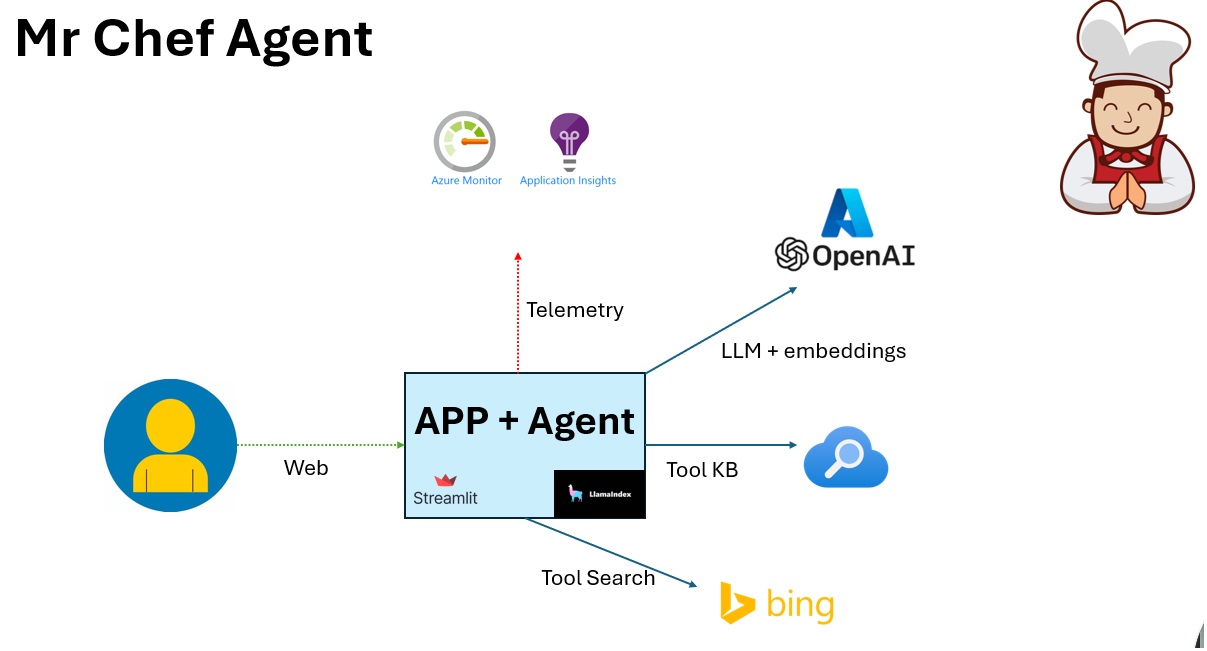 Mr Chef Agent
Azure Monitor
Application Insights
OpenAI
Telemetry
LLM + embeddings
APP + Agent
Web
Tool KB
Streamlit
LlamaIndex
Tool Search
bing